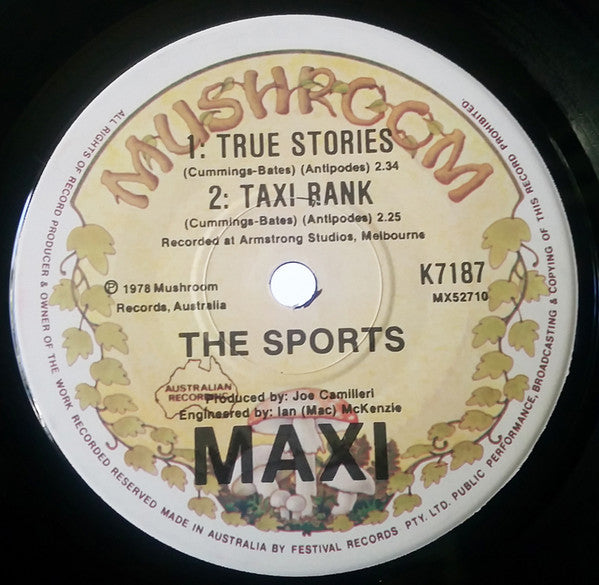 MUSHROOM
1: TRUE STORIES
(Cummings-Bates) (Antipodes) 2.34
2: TAXI RANK
(Cummings-Bates) (Antipodes) 2.25
Recorded at Armstrong Studios, Melbourne
℗ 1978 Mushroom
Records, Australia
K7187
MX52710
THE SPORTS
AUSTRALIAN
RECORDING
Produced by: Joe Camilleri
Engineered by: Ian (Mac) McKenzie
MAXI
ALL RIGHTS OF RECORD PRODUCER & OWNER OF THE WORK RECORDED RESERVED MADE IN AUSTRALIA BY FESTIVAL RECORDS PTY. LTD. PUBLIC PERFORMANCE, BROADCASTING & COPYING OF THIS RECORD PROHIBITED.